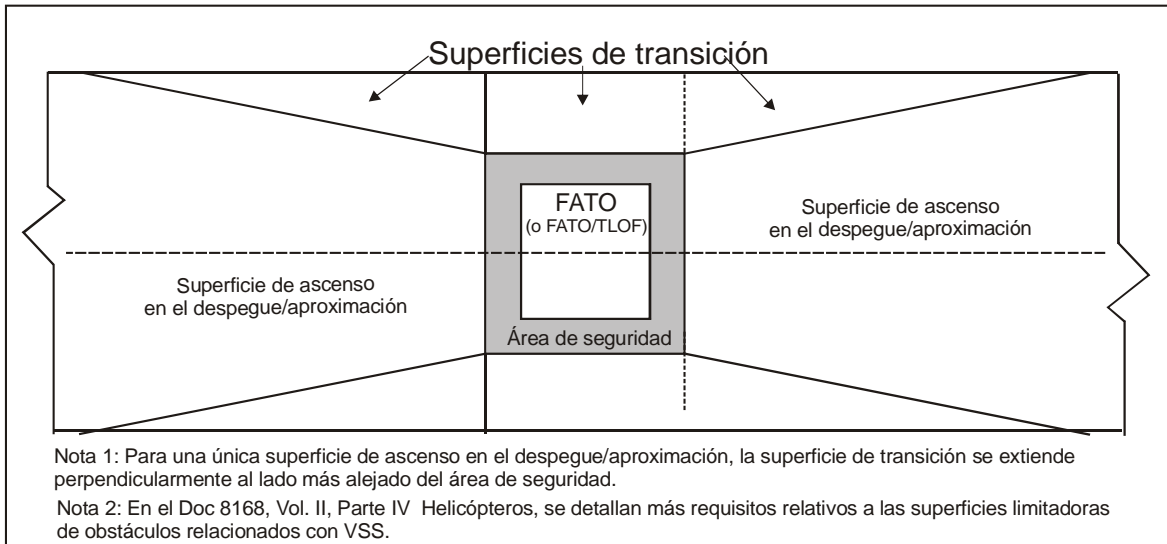 Superficies de transición
FATO
(o FATO/TLOF)
Superficie de ascenso
en el despegue/aproximación
Superficie de ascenso
en el despegue/aproximación
Área de seguridad
Nota 1: Para una única superficie de ascenso en el despegue/aproximación, la superficie de transición se extiende
perpendicularmente al lado más alejado del área de seguridad.
Nota 2: En el Doc 8168, Vol. II, Parte IV Helicópteros, se detallan más requisitos relativos a las superficies limitadoras
de obstáculos relacionados con VSS.